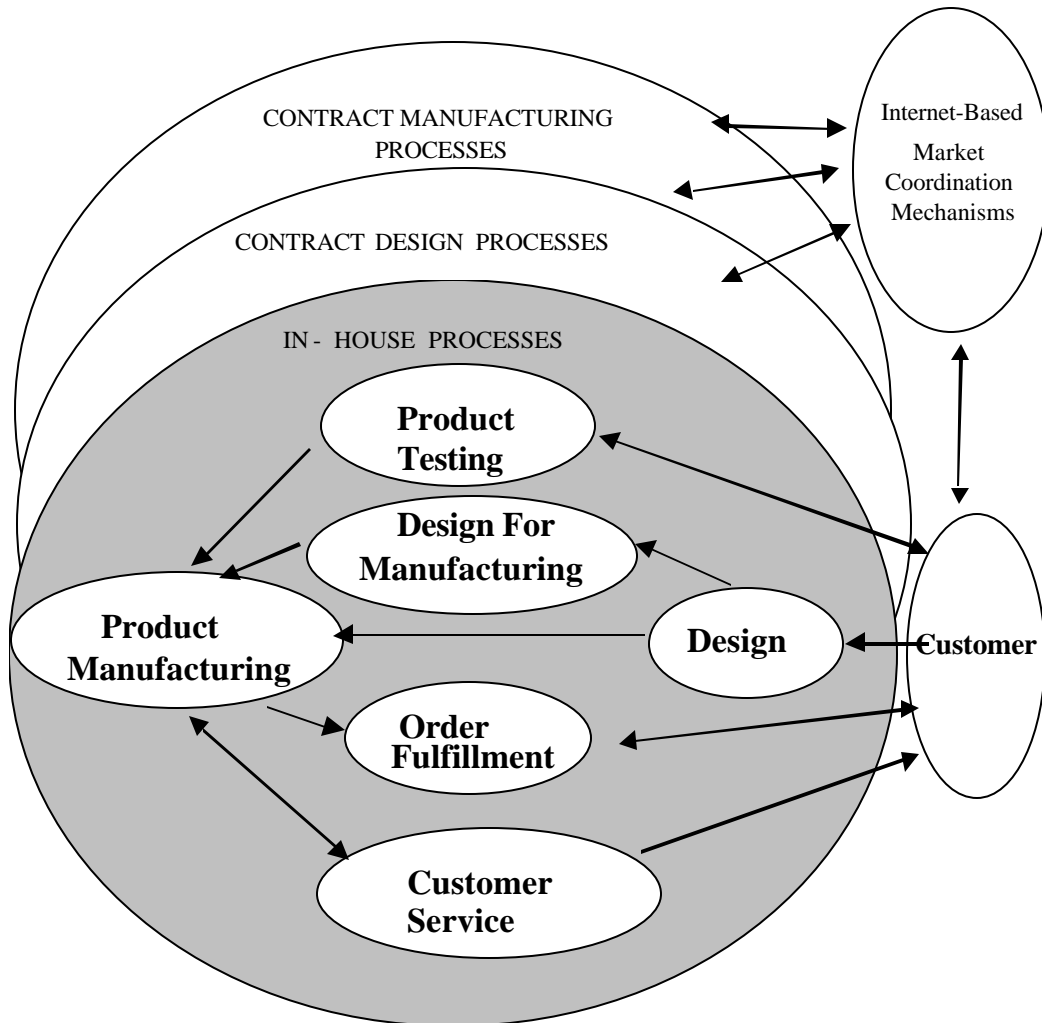 CONTRACT MANUFACTURING
PROCESSES
Internet-Based
Market
Coordination
Mechanisms
CONTRACT DESIGN PROCESSES
IN - HOUSE PROCESSES
Product
Testing
Design For
Manufacturing
Product
Manufacturing
Design
Customer
Order
Fulfillment
Customer
Service